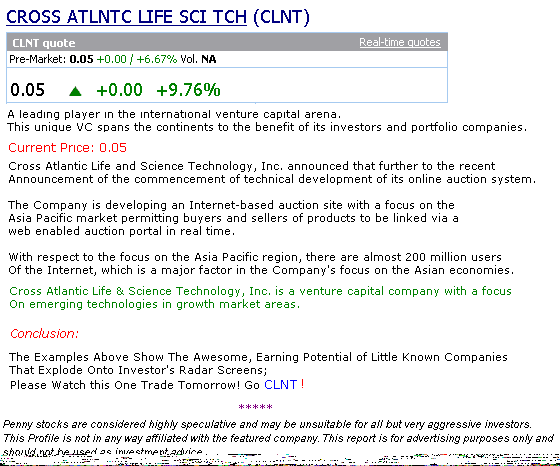 CROSS ATLNTC LIFE SCI TCH (CLNT)
CLNT quote Real-time quotes
Pre-Market: 0.05 +0.00 / +6.67% Vol. NA
0.05 ▲ +0.00 +9.76%
A leading player in the international venture capital arena.
This unique VC spans the continents to the benefit of its investors and portfolio companies.
Current Price: 0.05
Cross Atlantic Life and Science Technology, Inc. announced that further to the recent
Announcement of the commencement of technical development of its online auction system.
The Company is developing an Internet-based auction site with a focus on the
Asia Pacific market permitting buyers and sellers of products to be linked via a
web enabled auction portal in real time.
With respect to the focus on the Asia Pacific region, there are almost 200 million users
Of the Internet, which is a major factor in the Company's focus on the Asian economies.
Cross Atlantic Life & Science Technology, Inc. is a venture capital company with a focus
On emerging technologies in growth market areas.
Conclusion:
The Examples Above Show The Awesome, Earning Potential of Little Known Companies
That Explode Onto Investor's Radar Screens;
Please Watch this One Trade Tomorrow! Go CLNT !
*****
Penny stocks are considered highly speculative and may be unsuitable for all but very aggressive investors.
This Profile is not in any way affiliated with the featured company. This report is for advertising purposes only and
should not be used as investment advice.